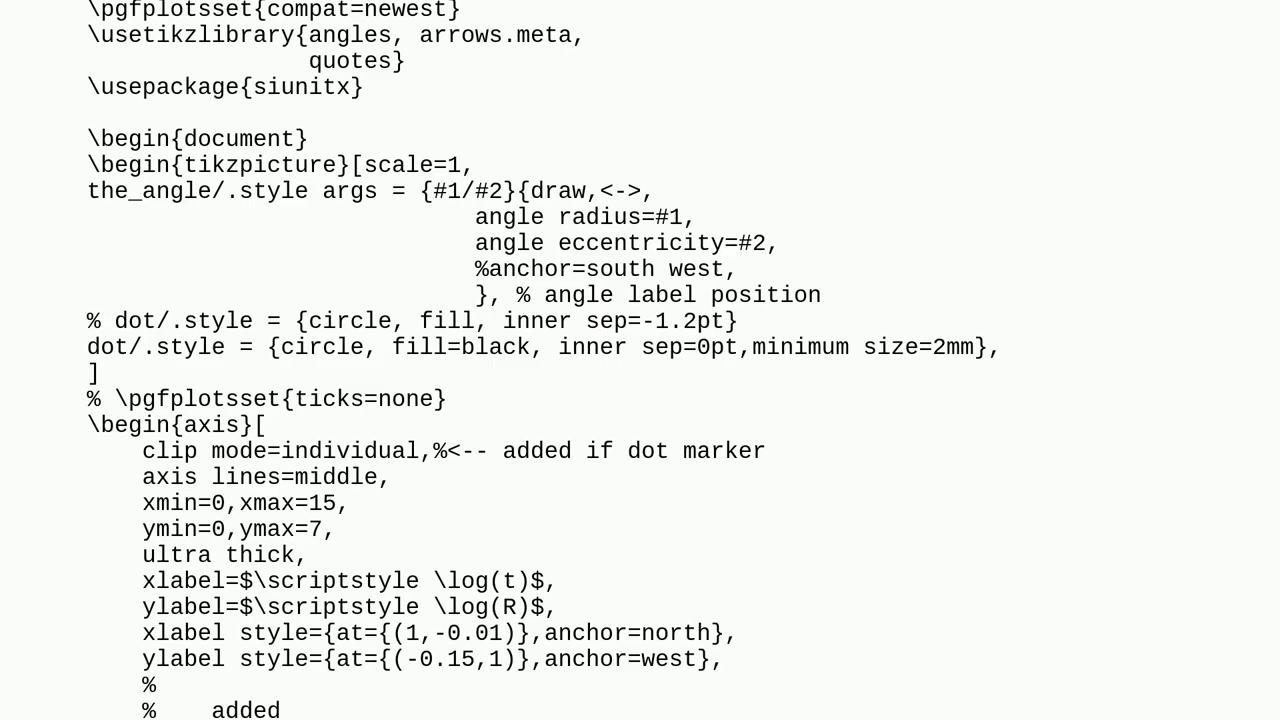 \pgfplotsset{compat=newest}
\usetikzlibrary{angles, arrows.meta,
                quotes}
\usepackage{siunitx}

\begin{document}
\begin{tikzpicture}[scale=1,
the_angle/.style args = {#1/#2}{draw,<->,
                            angle radius=#1,
                            angle eccentricity=#2,
                            %anchor=south west,
                            }, % angle label position
% dot/.style = {circle, fill, inner sep=-1.2pt}
dot/.style = {circle, fill=black, inner sep=0pt,minimum size=2mm},
]
% \pgfplotsset{ticks=none}
\begin{axis}[
    clip mode=individual,%<-- added if dot marker
    axis lines=middle,
    xmin=0,xmax=15,
    ymin=0,ymax=7,
    ultra thick,
    xlabel=$\scriptstyle \log(t)$,
    ylabel=$\scriptstyle \log(R)$,
    xlabel style={at={(1,-0.01)},anchor=north},
    ylabel style={at={(-0.15,1)},anchor=west},
    %
    %    added